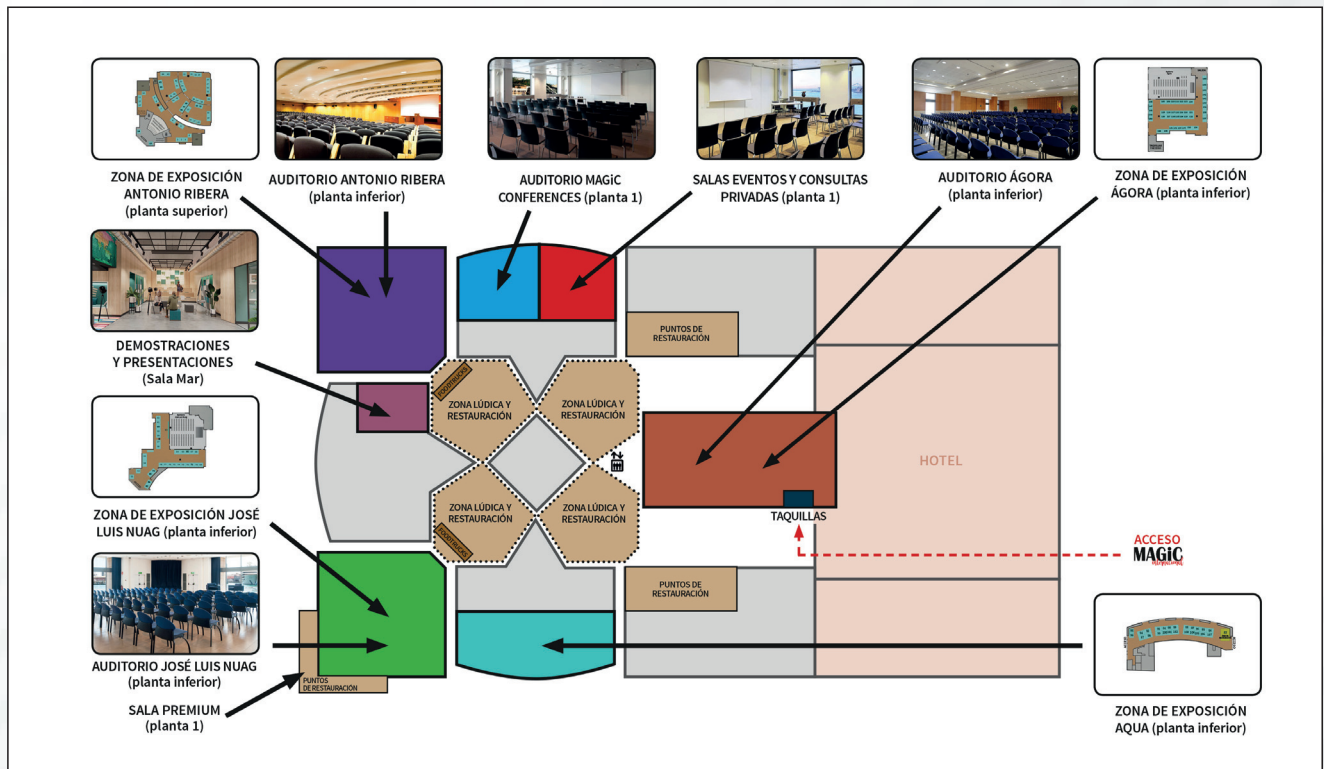 ZONA DE EXPOSICIÓN
ANTONIO RIBERA
(planta superior)
AUDITORIO ANTONIO RIBERA
(planta inferior)
AUDITORIO MAGiC
CONFERENCES (planta 1)
SALAS EVENTOS Y CONSULTAS
PRIVADAS (planta 1)
AUDITORIO ÁGORA
(planta inferior)
ZONA DE EXPOSICIÓN
ÁGORA (planta inferior)
DEMOSTRACIONES
Y PRESENTACIONES
(Sala Mar)
PUNTOS DE
RESTAURACIÓN
FOODTRUCKS
ZONA LÚDICA Y
RESTAURACIÓN
ZONA LÚDICA Y
RESTAURACIÓN
HOTEL
ZONA DE EXPOSICIÓN JOSÉ
LUIS NUAG (planta inferior)
ZONA LÚDICA Y
RESTAURACIÓN
ZONA LÚDICA Y
RESTAURACIÓN
FOODTRUCKS
TAQUILLAS
ACCESO
MAGiC
internacional
PUNTOS DE
RESTAURACIÓN
AUDITORIO JOSÉ LUIS NUAG
(planta inferior)
PUNTOS
DE RESTAURACIÓN
SALA PREMIUM
(planta 1)
ZONA DE EXPOSICIÓN
AQUA (planta inferior)